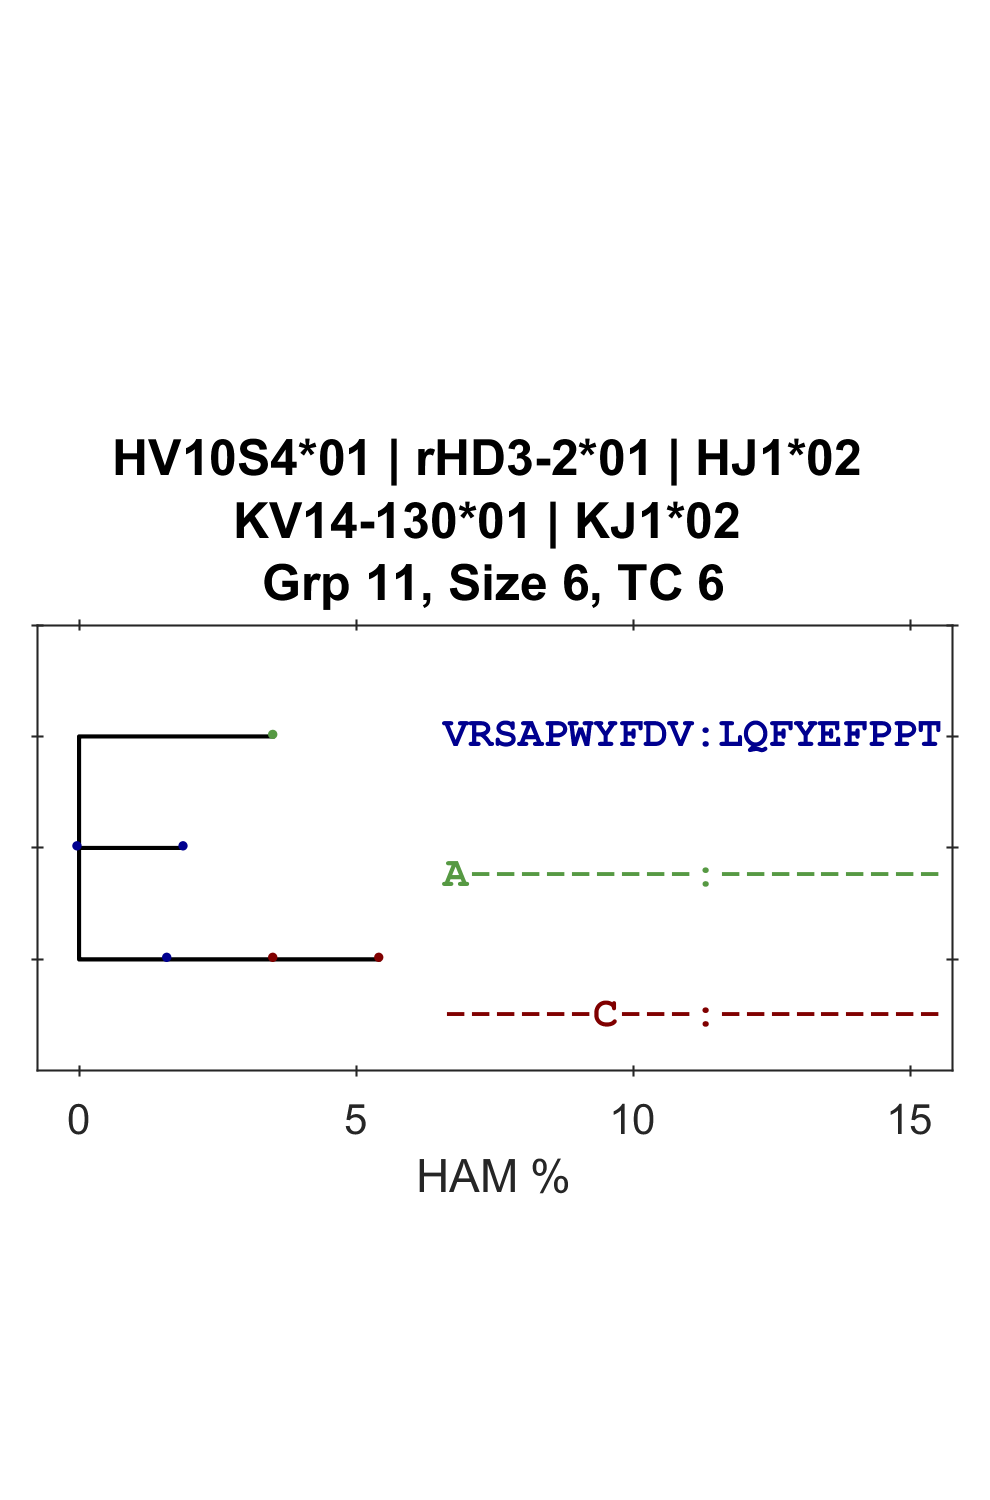 HV10S4*01 | rHD3-2*01 | HJ1*02
KV14-130*01 | KJ1*02
Grp 11, Size 6, TC 6
VRSAPWYFDV:LQFYEFPPT
A---------:---------
------C---:---------
0 5 10 15
HAM %